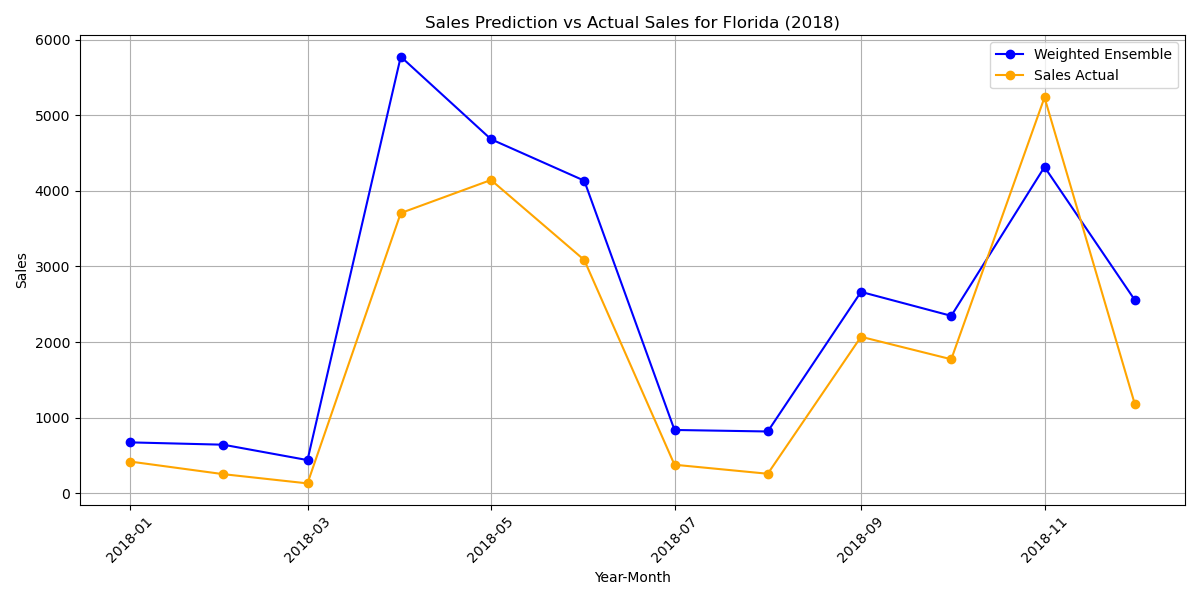 Sales Prediction vs Actual Sales for Florida (2018)
Weighted Ensemble
Sales Actual
6000
5000
4000
3000
2000
1000
0
Sales
2018-01
2018-03
2018-05
2018-07
2018-09
2018-11
Year-Month